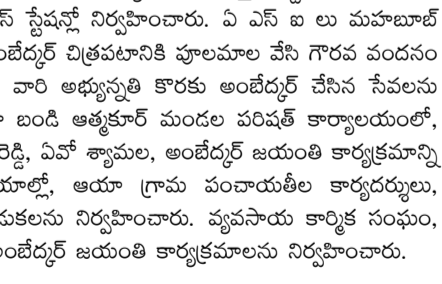 స్ స్టేషన్లో నిర్వహించారు. ఏ ఎస్ ఐ లు మహబూబ్
ంబేద్కర్ చిత్రపటానికి పూలమాల వేసి గౌరవ వందనం
వారి అభ్యున్నతి కొరకు అంబేద్కర్ చేసిన సేవలను
బండి ఆత్మకూర్ మండల పరిషత్ కార్యాలయంలో,
రెడ్డి, ఏవో శ్యామల, అంబేద్కర్ జయంతి కార్యక్రమాన్ని
యాల్లో, ఆయా గ్రామ పంచాయతీల కార్యదర్శులు,
డుకలను నిర్వహించారు. వ్యవసాయ కార్మిక సంఘం,
ంబేద్కర్ జయంతి కార్యక్రమాలను నిర్వహించారు.